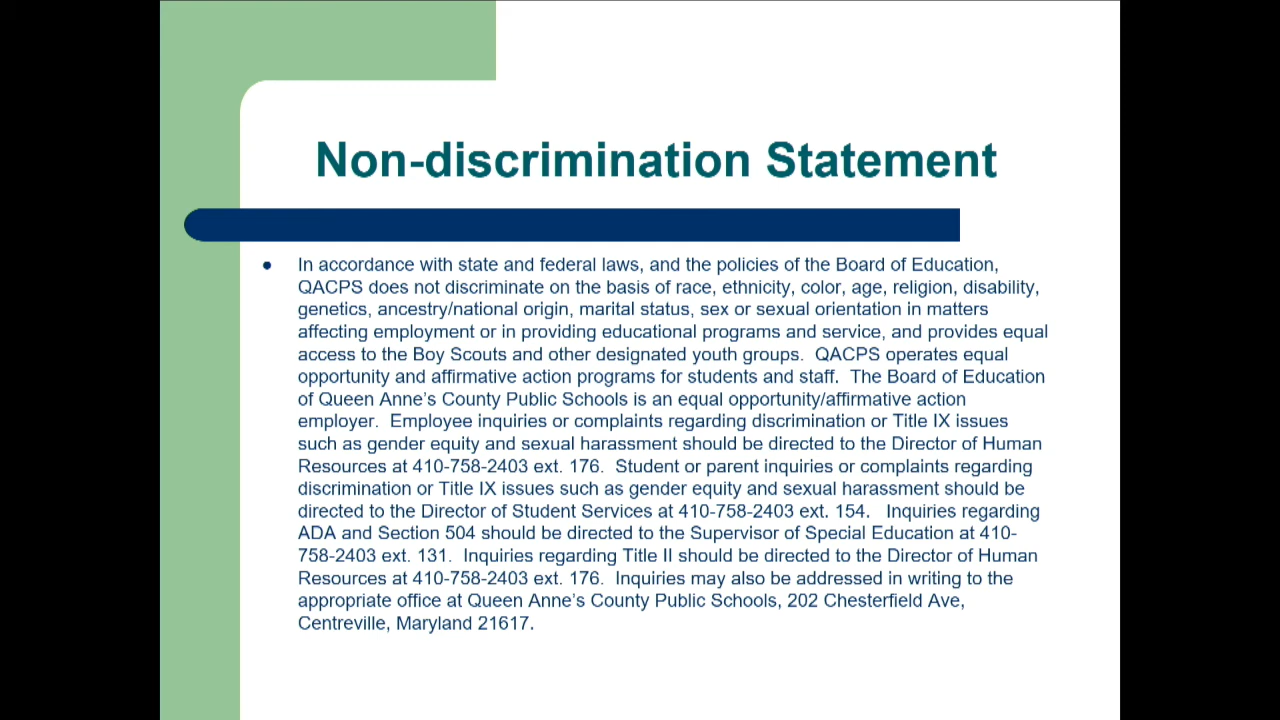 Non-discrimination Statement
● In accordance with state and federal laws, and the policies of the Board of Education,
QACPS does not discriminate on the basis of race, ethnicity, color, age, religion, disability,
genetics, ancestry/national origin, marital status, sex or sexual orientation in matters
affecting employment or in providing educational programs and service, and provides equal
access to the Boy Scouts and other designated youth groups.  QACPS operates equal
opportunity and affirmative action programs for students and staff.  The Board of Education
of Queen Anne’s County Public Schools is an equal opportunity/affirmative action
employer.  Employee inquiries or complaints regarding discrimination or Title IX issues
such as gender equity and sexual harassment should be directed to the Director of Human
Resources at 410-758-2403 ext. 176.  Student or parent inquiries or complaints regarding
discrimination or Title IX issues such as gender equity and sexual harassment should be
directed to the Director of Student Services at 410-758-2403 ext. 154.   Inquiries regarding
ADA and Section 504 should be directed to the Supervisor of Special Education at 410-
758-2403 ext. 131.  Inquiries regarding Title II should be directed to the Director of Human
Resources at 410-758-2403 ext. 176.  Inquiries may also be addressed in writing to the
appropriate office at Queen Anne’s County Public Schools, 202 Chesterfield Ave,
Centreville, Maryland 21617.